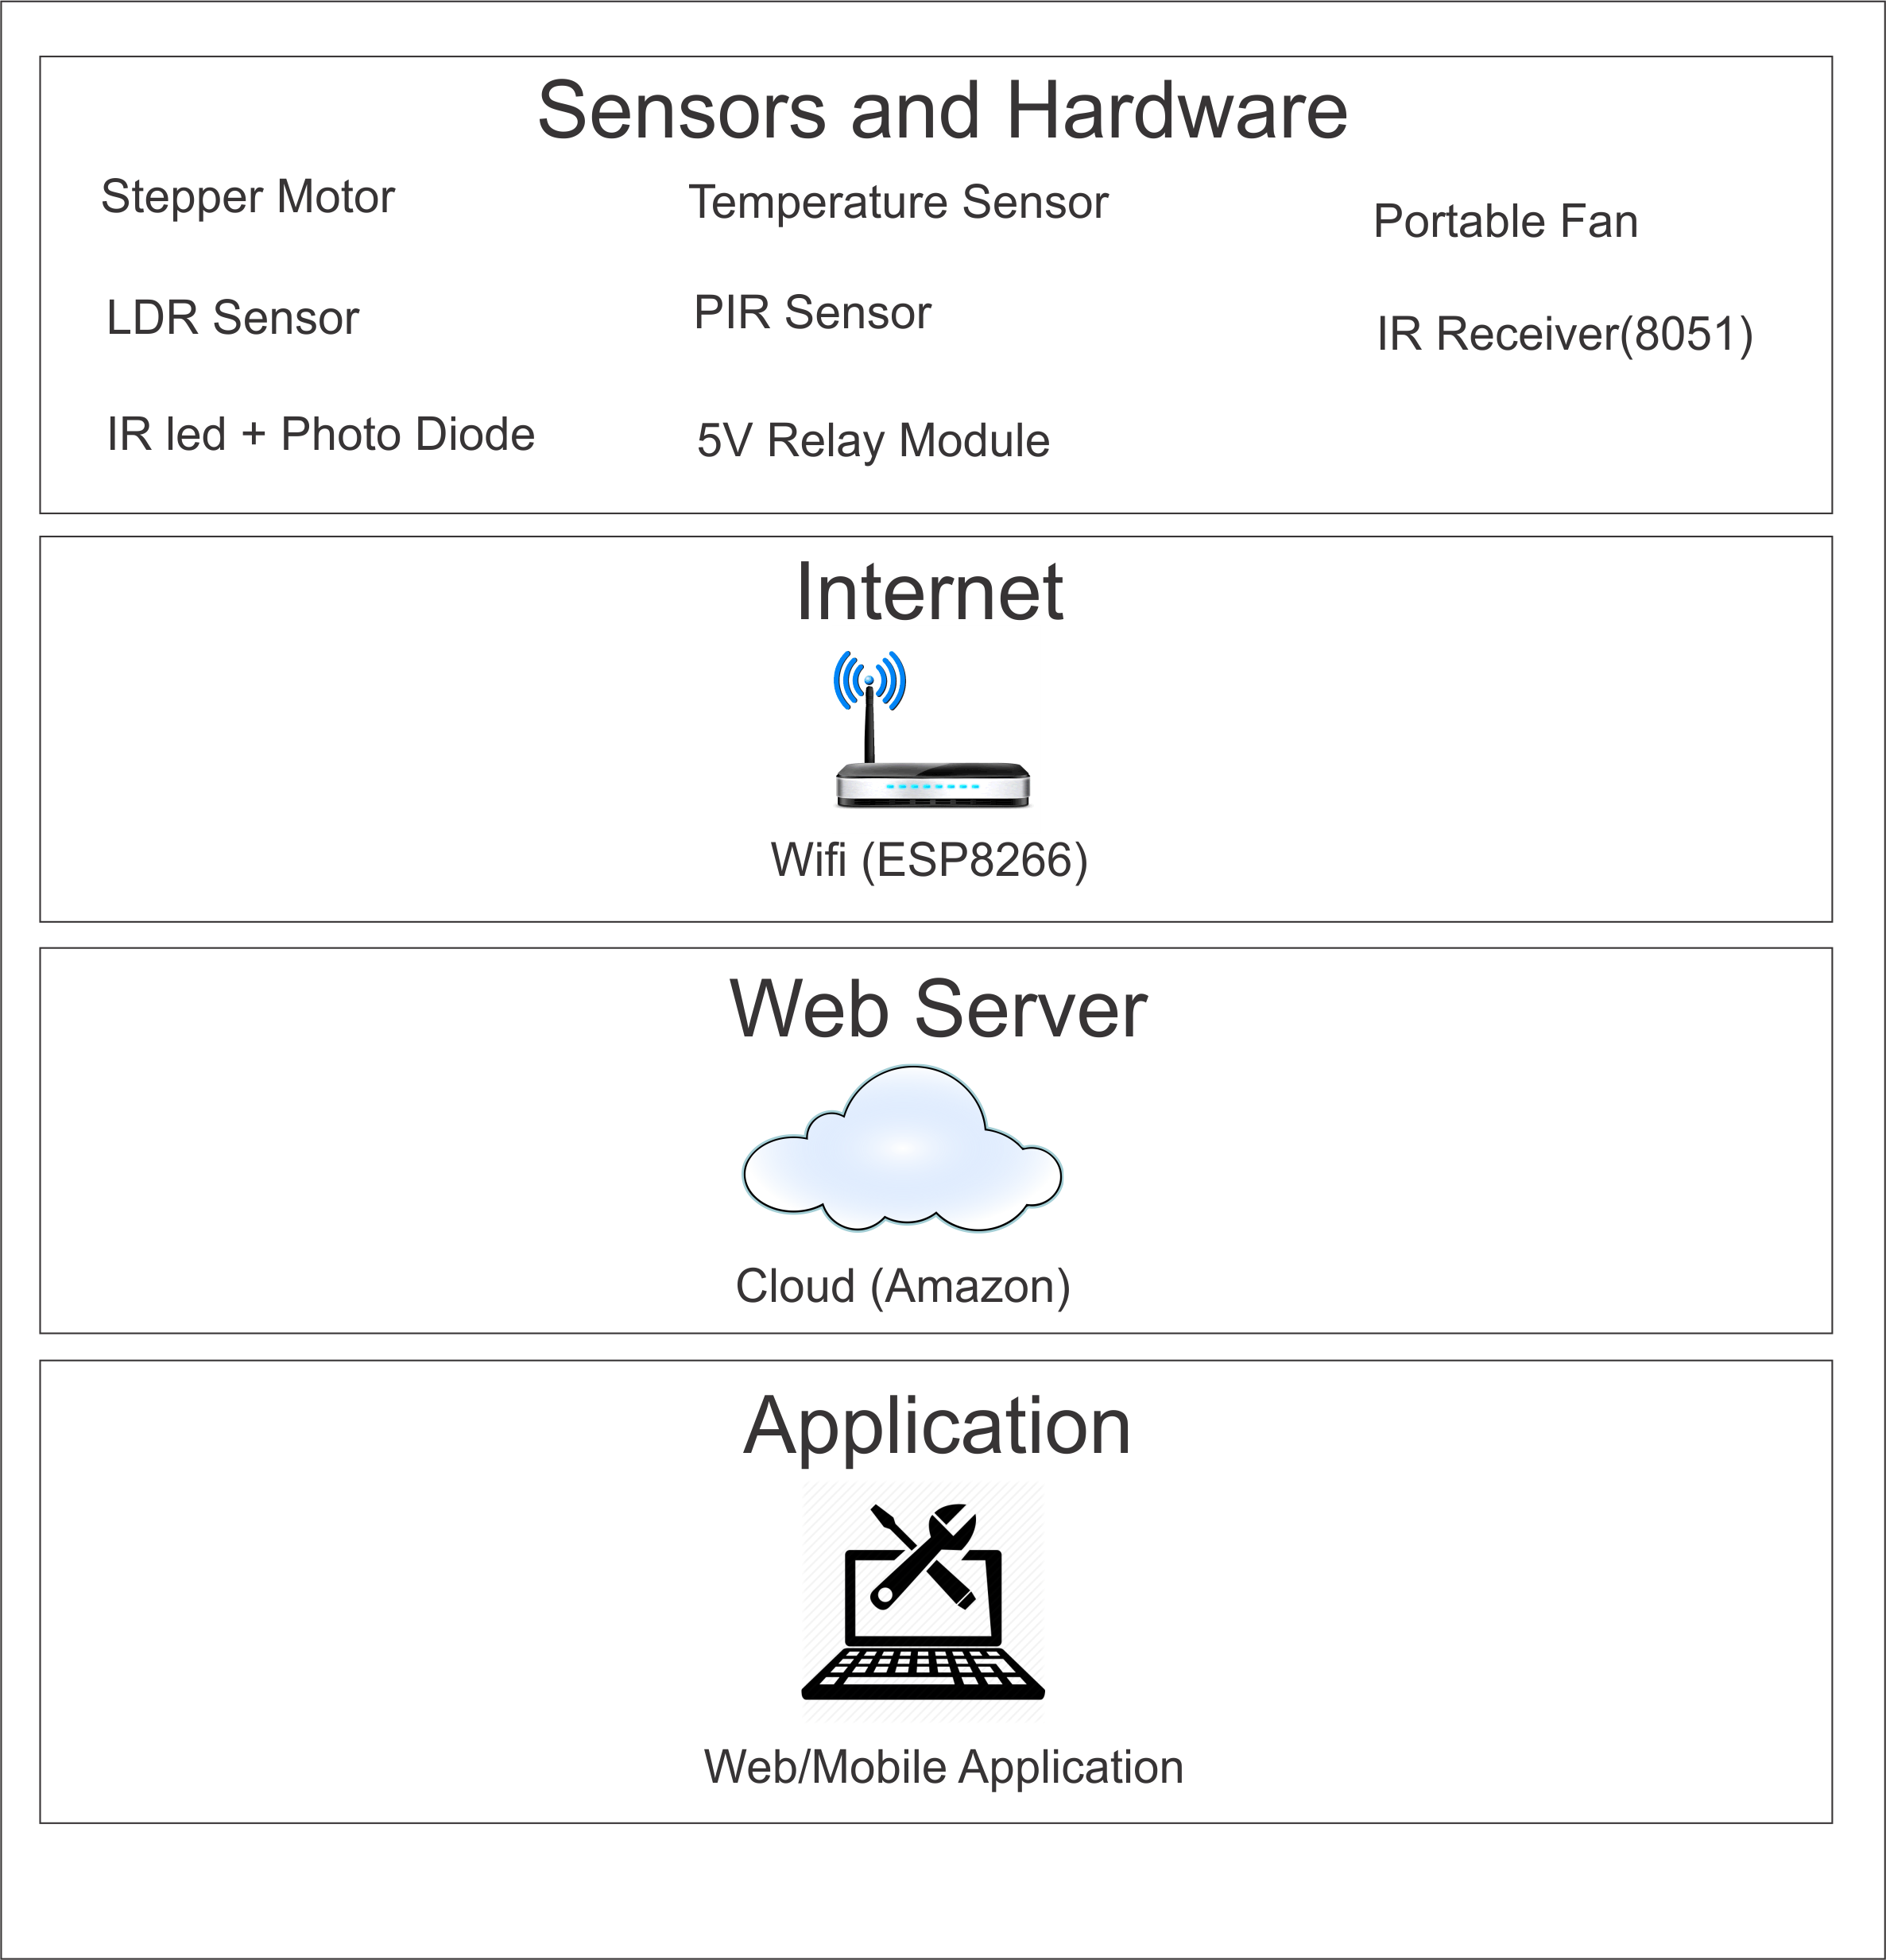 Sensors and Hardware
Stepper Motor
Temperature Sensor
Portable Fan
LDR Sensor
PIR Sensor
IR Receiver(8051)
IR led + Photo Diode
5V Relay Module
Internet
Wifi (ESP8266)
Web Server
Cloud (Amazon)
Application
Web/Mobile Application